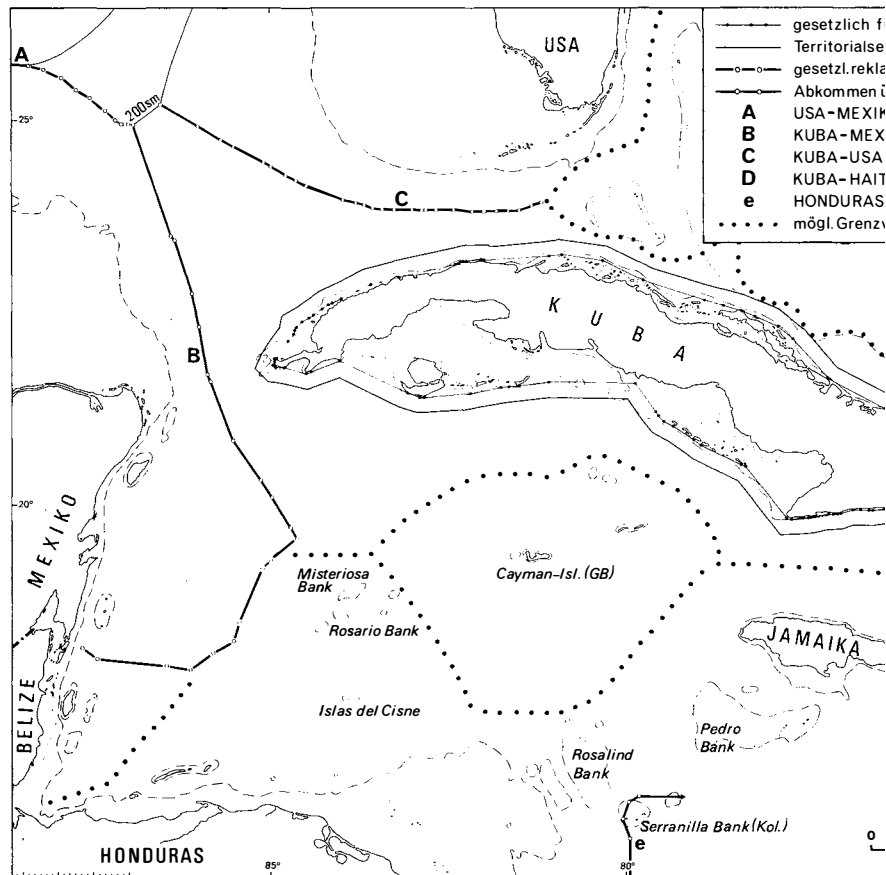 USA
gesetzlich f
Territorialse
gesetzl.rekla
Abkommen ü
A USA-MEXIK
B KUBA-MEX
C KUBA-USA
D KUBA-HAIT
e HONDURAS
mögl.Grenzv
A
200sm
25°
C
KUBA
B
20°
MEXIKO
Misteriosa
Bank
Cayman-Isl.(GB)
Rosario Bank
JAMAIKA
BELIZE
Islas del Cisne
Pedro
Bank
Rosalind
Bank
Serranilla Bank(Kol.)
0
e
HONDURAS
85°
80°